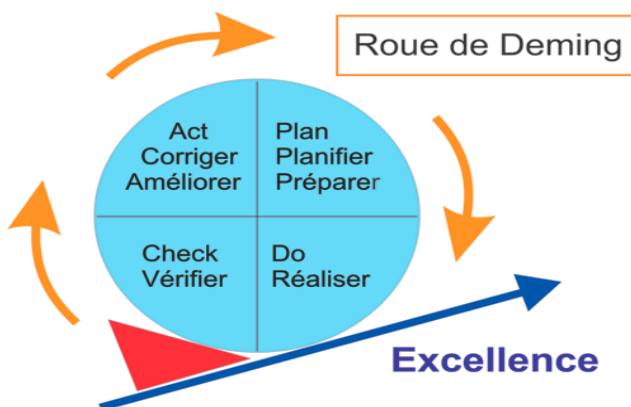 Roue de Deming
Act
Corriger
Améliorer
Plan
Planifier
Préparer
Check
Vérifier
Do
Réaliser
Excellence